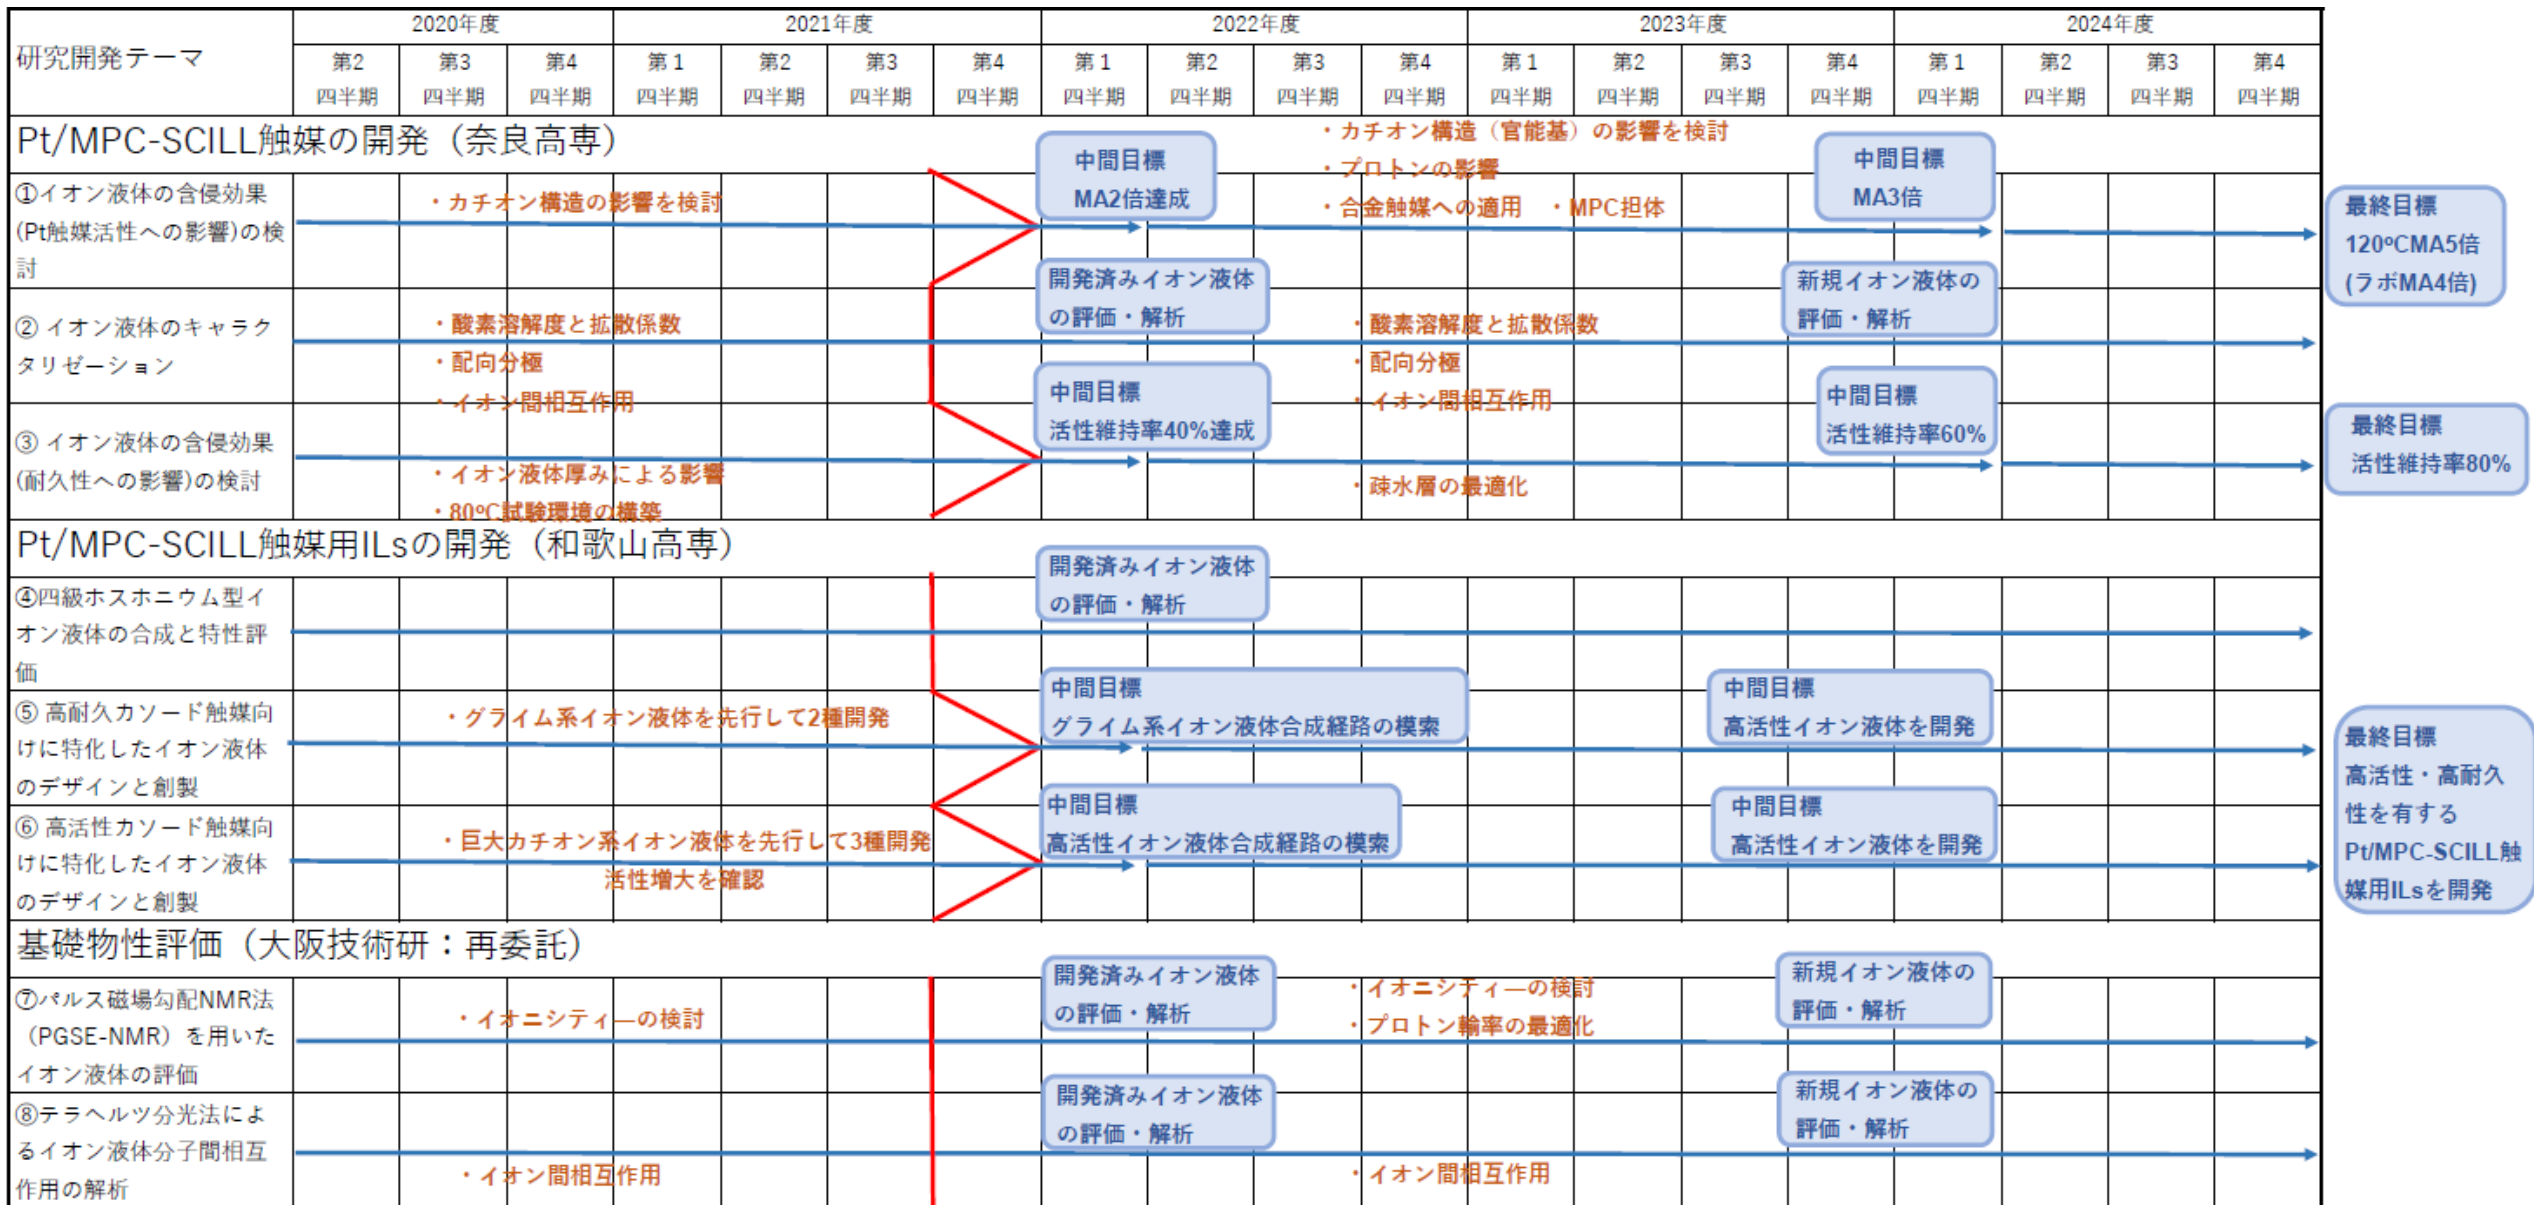 研究開発テーマ
2020年度
2021年度
2022年度
2023年度
2024年度
第2
四半期
第3
四半期
第4
四半期
第1
四半期
第2
四半期
第3
四半期
第4
四半期
第1
四半期
第2
四半期
第3
四半期
第4
四半期
第1
四半期
第2
四半期
第3
四半期
第4
四半期
第1
四半期
第2
四半期
第3
四半期
第4
四半期
Pt/MPC-SCILL触媒の開発（奈良高専）
①イオン液体の含侵効果
(Pt触媒活性への影響)の検
討
・カチオン構造の影響を検討
中間目標
MA2倍達成
・カチオン構造（官能基）の影響を検討
・プロトンの影響
・合金触媒への適用　・MPC担体
中間目標
MA3倍
最終目標
120ºCMA5倍
(ラボMA4倍)
② イオン液体のキャラク
タリゼーション
・酸素溶解度と拡散係数
・配向分極
・イオン間相互作用
開発済みイオン液体
の評価・解析
・酸素溶解度と拡散係数
・配向分極
・イオン間相互作用
新規イオン液体の
評価・解析
③ イオン液体の含侵効果
(耐久性への影響)の検討
・イオン液体厚みによる影響
・80ºC試験環境の構築
中間目標
活性維持率40%達成
・疎水層の最適化
中間目標
活性維持率60%
最終目標
活性維持率80%
Pt/MPC-SCILL触媒用ILsの開発（和歌山高専）
④四級ホスホニウム型イ
オン液体の合成と特性評
価
開発済みイオン液体
の評価・解析
⑤ 高耐久カソード触媒向
けに特化したイオン液体
のデザインと創製
・グライム系イオン液体を先行して2種開発
中間目標
グライム系イオン液体合成経路の模索
中間目標
高活性イオン液体を開発
⑥ 高活性カソード触媒向
けに特化したイオン液体
のデザインと創製
・巨大カチオン系イオン液体を先行して3種開発
活性増大を確認
中間目標
高活性イオン液体合成経路の模索
中間目標
高活性イオン液体を開発
最終目標
高活性・高耐久
性を有する
Pt/MPC-SCILL触
媒用ILsを開発
基礎物性評価（大阪技術研：再委託）
⑦パルス磁場勾配NMR法
（PGSE-NMR）を用いた
イオン液体の評価
・イオニシティ―の検討
開発済みイオン液体
の評価・解析
・イオニシティ―の検討
・プロトン輸率の最適化
新規イオン液体の
評価・解析
⑧テラヘルツ分光法によ
るイオン液体分子間相互
作用の解析
・イオン間相互作用
開発済みイオン液体
の評価・解析
・イオン間相互作用
新規イオン液体の
評価・解析